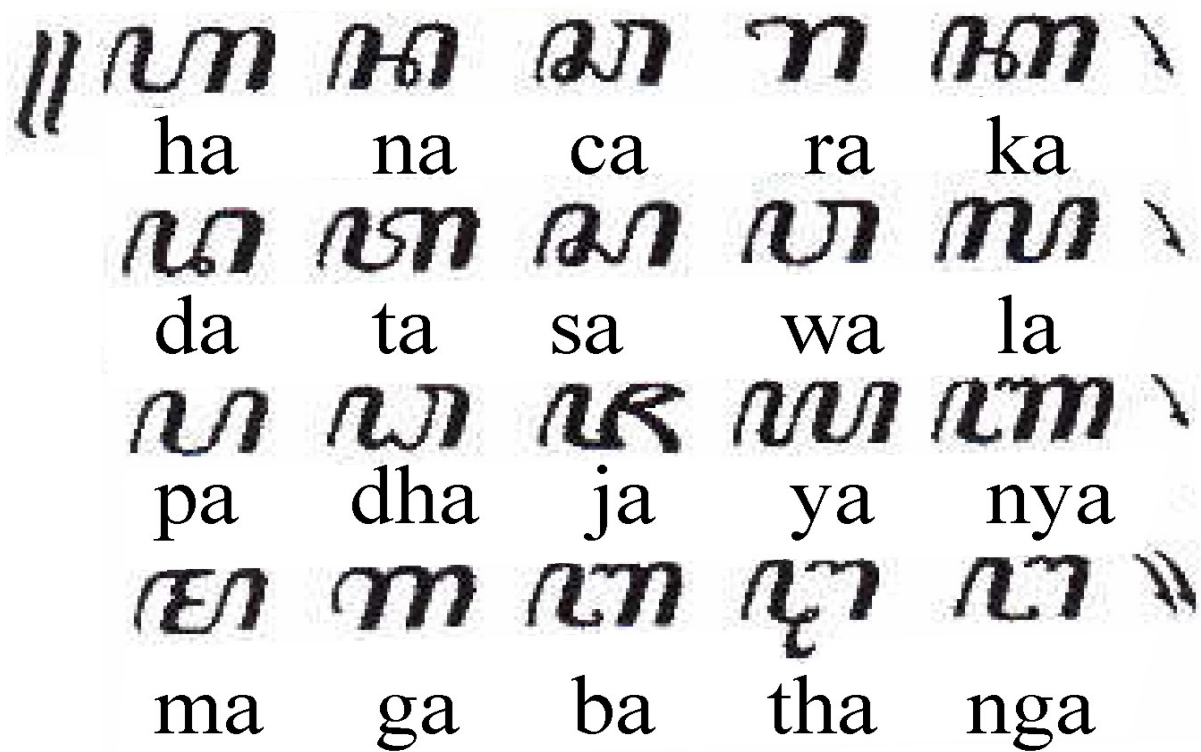 ꧋ ꦲ ꦤ ꦕ ꦫ ꦏ ꧈
ha na ca ra ka
ꦢ ꦠ ꦱ ꦮ ꦭ ꧈
da ta sa wa la
ꦥ ꦝ ꦗ ꦪ ꦚ ꧈
pa dha ja ya nya
ꦩ ꦒ ꦧ ꦛ ꦔ ꧉
ma ga ba tha nga